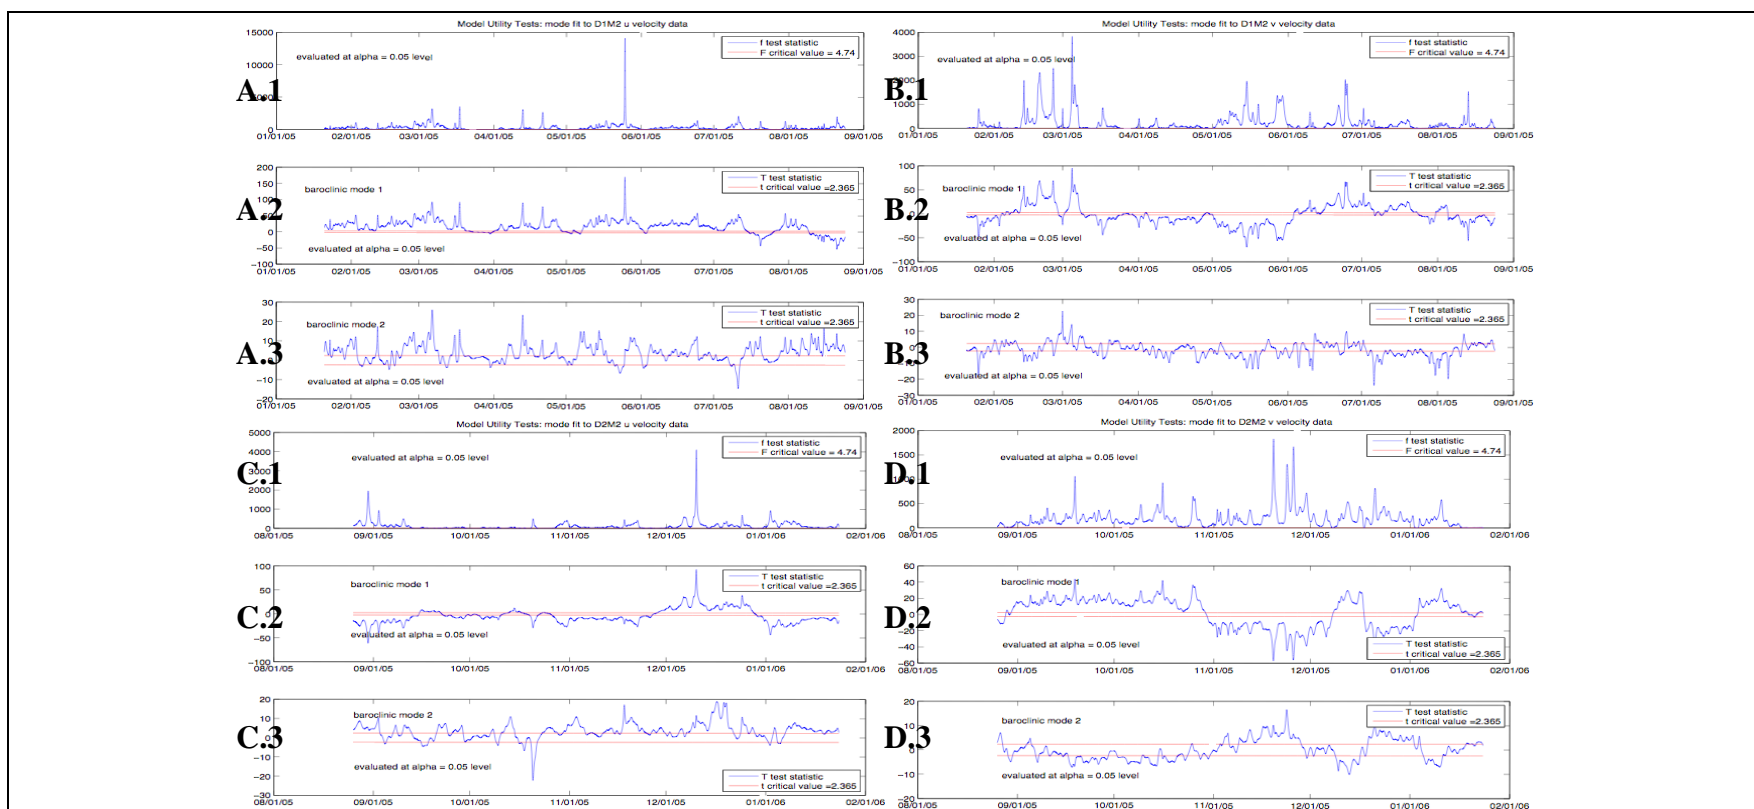 Model Utility Tests: mode fit to D1M2 u velocity data
15000
10000
5000
0
evaluated at alpha = 0.05 level
f test statistic
F critical value = 4.74
A.1
01/01/05 02/01/05 03/01/05 04/01/05 05/01/05 06/01/05 07/01/05 08/01/05 09/01/05
Model Utility Tests: mode fit to D1M2 v velocity data
4000
3000
2000
1000
0
evaluated at alpha = 0.05 level
f test statistic
F critical value = 4.74
B.1
01/01/05 02/01/05 03/01/05 04/01/05 05/01/05 06/01/05 07/01/05 08/01/05 09/01/05
200
150
100
50
0
−50
−100
baroclinic mode 1
T test statistic
t critical value =2.365
A.2
evaluated at alpha = 0.05 level
01/01/05 02/01/05 03/01/05 04/01/05 05/01/05 06/01/05 07/01/05 08/01/05 09/01/05
100
50
0
−50
−100
baroclinic mode 1
T test statistic
t critical value =2.365
B.2
evaluated at alpha = 0.05 level
01/01/05 02/01/05 03/01/05 04/01/05 05/01/05 06/01/05 07/01/05 08/01/05 09/01/05
30
20
10
0
−10
−20
baroclinic mode 2
T test statistic
t critical value =2.365
A.3
evaluated at alpha = 0.05 level
01/01/05 02/01/05 03/01/05 04/01/05 05/01/05 06/01/05 07/01/05 08/01/05 09/01/05
30
20
10
0
−10
−20
−30
baroclinic mode 2
T test statistic
t critical value =2.365
B.3
evaluated at alpha = 0.05 level
01/01/05 02/01/05 03/01/05 04/01/05 05/01/05 06/01/05 07/01/05 08/01/05 09/01/05
Model Utility Tests: mode fit to D2M2 u velocity data
5000
4000
3000
2000
1000
0
evaluated at alpha = 0.05 level
f test statistic
F critical value = 4.74
C.1
08/01/05 09/01/05 10/01/05 11/01/05 12/01/05 01/01/06 02/01/06
Model Utility Tests: mode fit to D2M2 v velocity data
2000
1500
1000
500
0
evaluated at alpha = 0.05 level
f test statistic
F critical value = 4.74
D.1
08/01/05 09/01/05 10/01/05 11/01/05 12/01/05 01/01/06 02/01/06
100
50
0
−50
−100
baroclinic mode 1
T test statistic
t critical value =2.365
C.2
evaluated at alpha = 0.05 level
08/01/05 09/01/05 10/01/05 11/01/05 12/01/05 01/01/06 02/01/06
60
40
20
0
−20
−40
−60
baroclinic mode 1
D.2
evaluated at alpha = 0.05 level
T test statistic
t critical value =2.365
08/01/05 09/01/05 10/01/05 11/01/05 12/01/05 01/01/06 02/01/06
20
10
0
−10
−20
−30
baroclinic mode 2
C.3
evaluated at alpha = 0.05 level
T test statistic
t critical value =2.365
08/01/05 09/01/05 10/01/05 11/01/05 12/01/05 01/01/06 02/01/06
20
10
0
−10
−20
baroclinic mode 2
T test statistic
t critical value =2.365
D.3
evaluated at alpha = 0.05 level
08/01/05 09/01/05 10/01/05 11/01/05 12/01/05 01/01/06 02/01/06